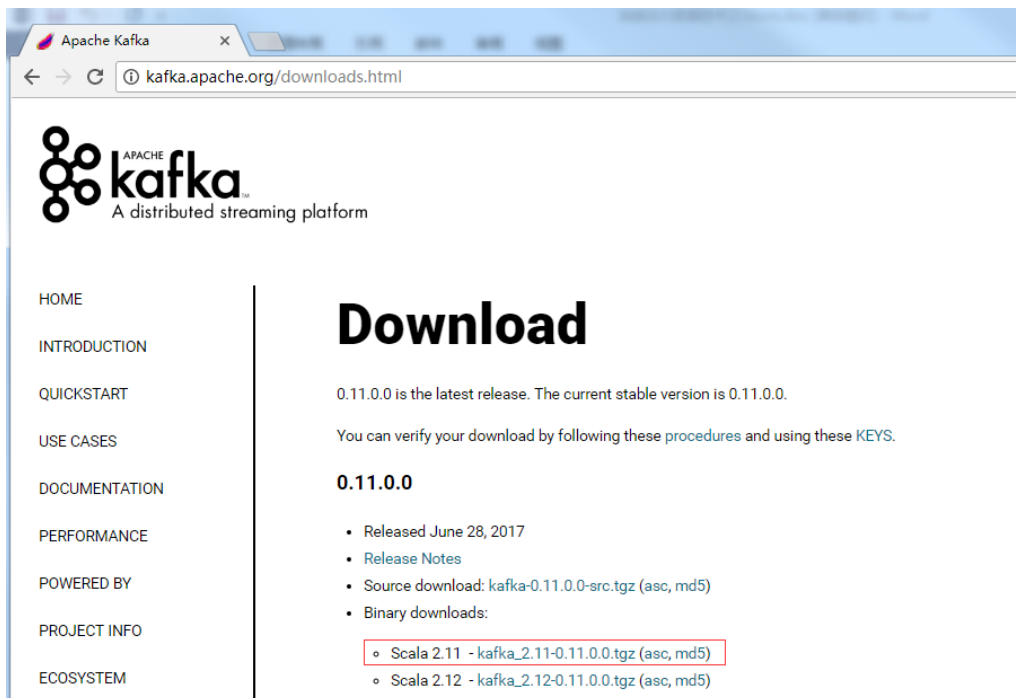 Apache Kafka
kafka.apache.org/downloads.html
APACHE
kafka
TM
A distributed streaming platform
HOME
INTRODUCTION
QUICKSTART
USE CASES
DOCUMENTATION
PERFORMANCE
POWERED BY
PROJECT INFO
ECOSYSTEM
Download
0.11.0.0 is the latest release. The current stable version is 0.11.0.0.
You can verify your download by following these procedures and using these KEYS.
0.11.0.0
• Released June 28, 2017
• Release Notes
• Source download: kafka-0.11.0.0-src.tgz (asc, md5)
• Binary downloads:
◦ Scala 2.11 - kafka_2.11-0.11.0.0.tgz (asc, md5)
◦ Scala 2.12 - kafka_2.12-0.11.0.0.tgz (asc, md5)